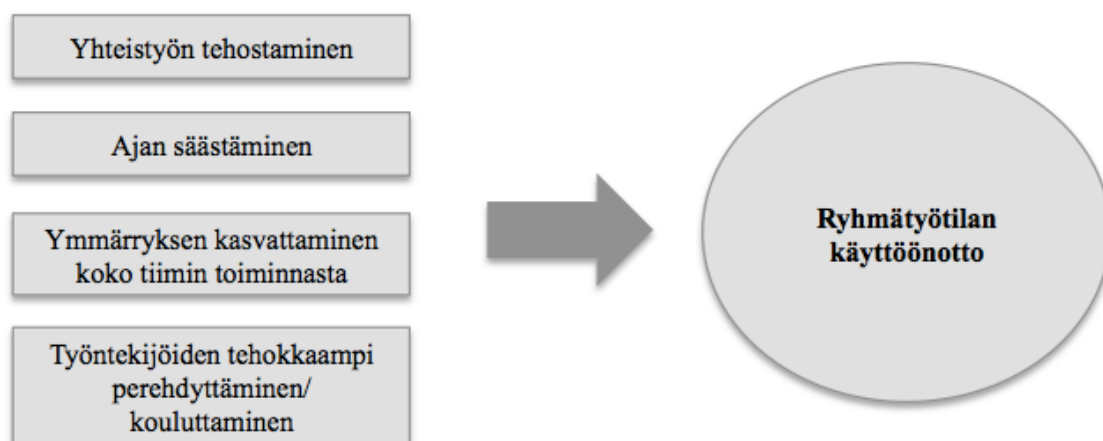 Yhteistyön tehostaminen
Ajan säästäminen
Ymmärryksen kasvattaminen
koko tiimin toiminnasta
Työntekijöiden tehokkaampi
perehdyttäminen/
kouluttaminen
Ryhmätyötilan
käyttöönotto